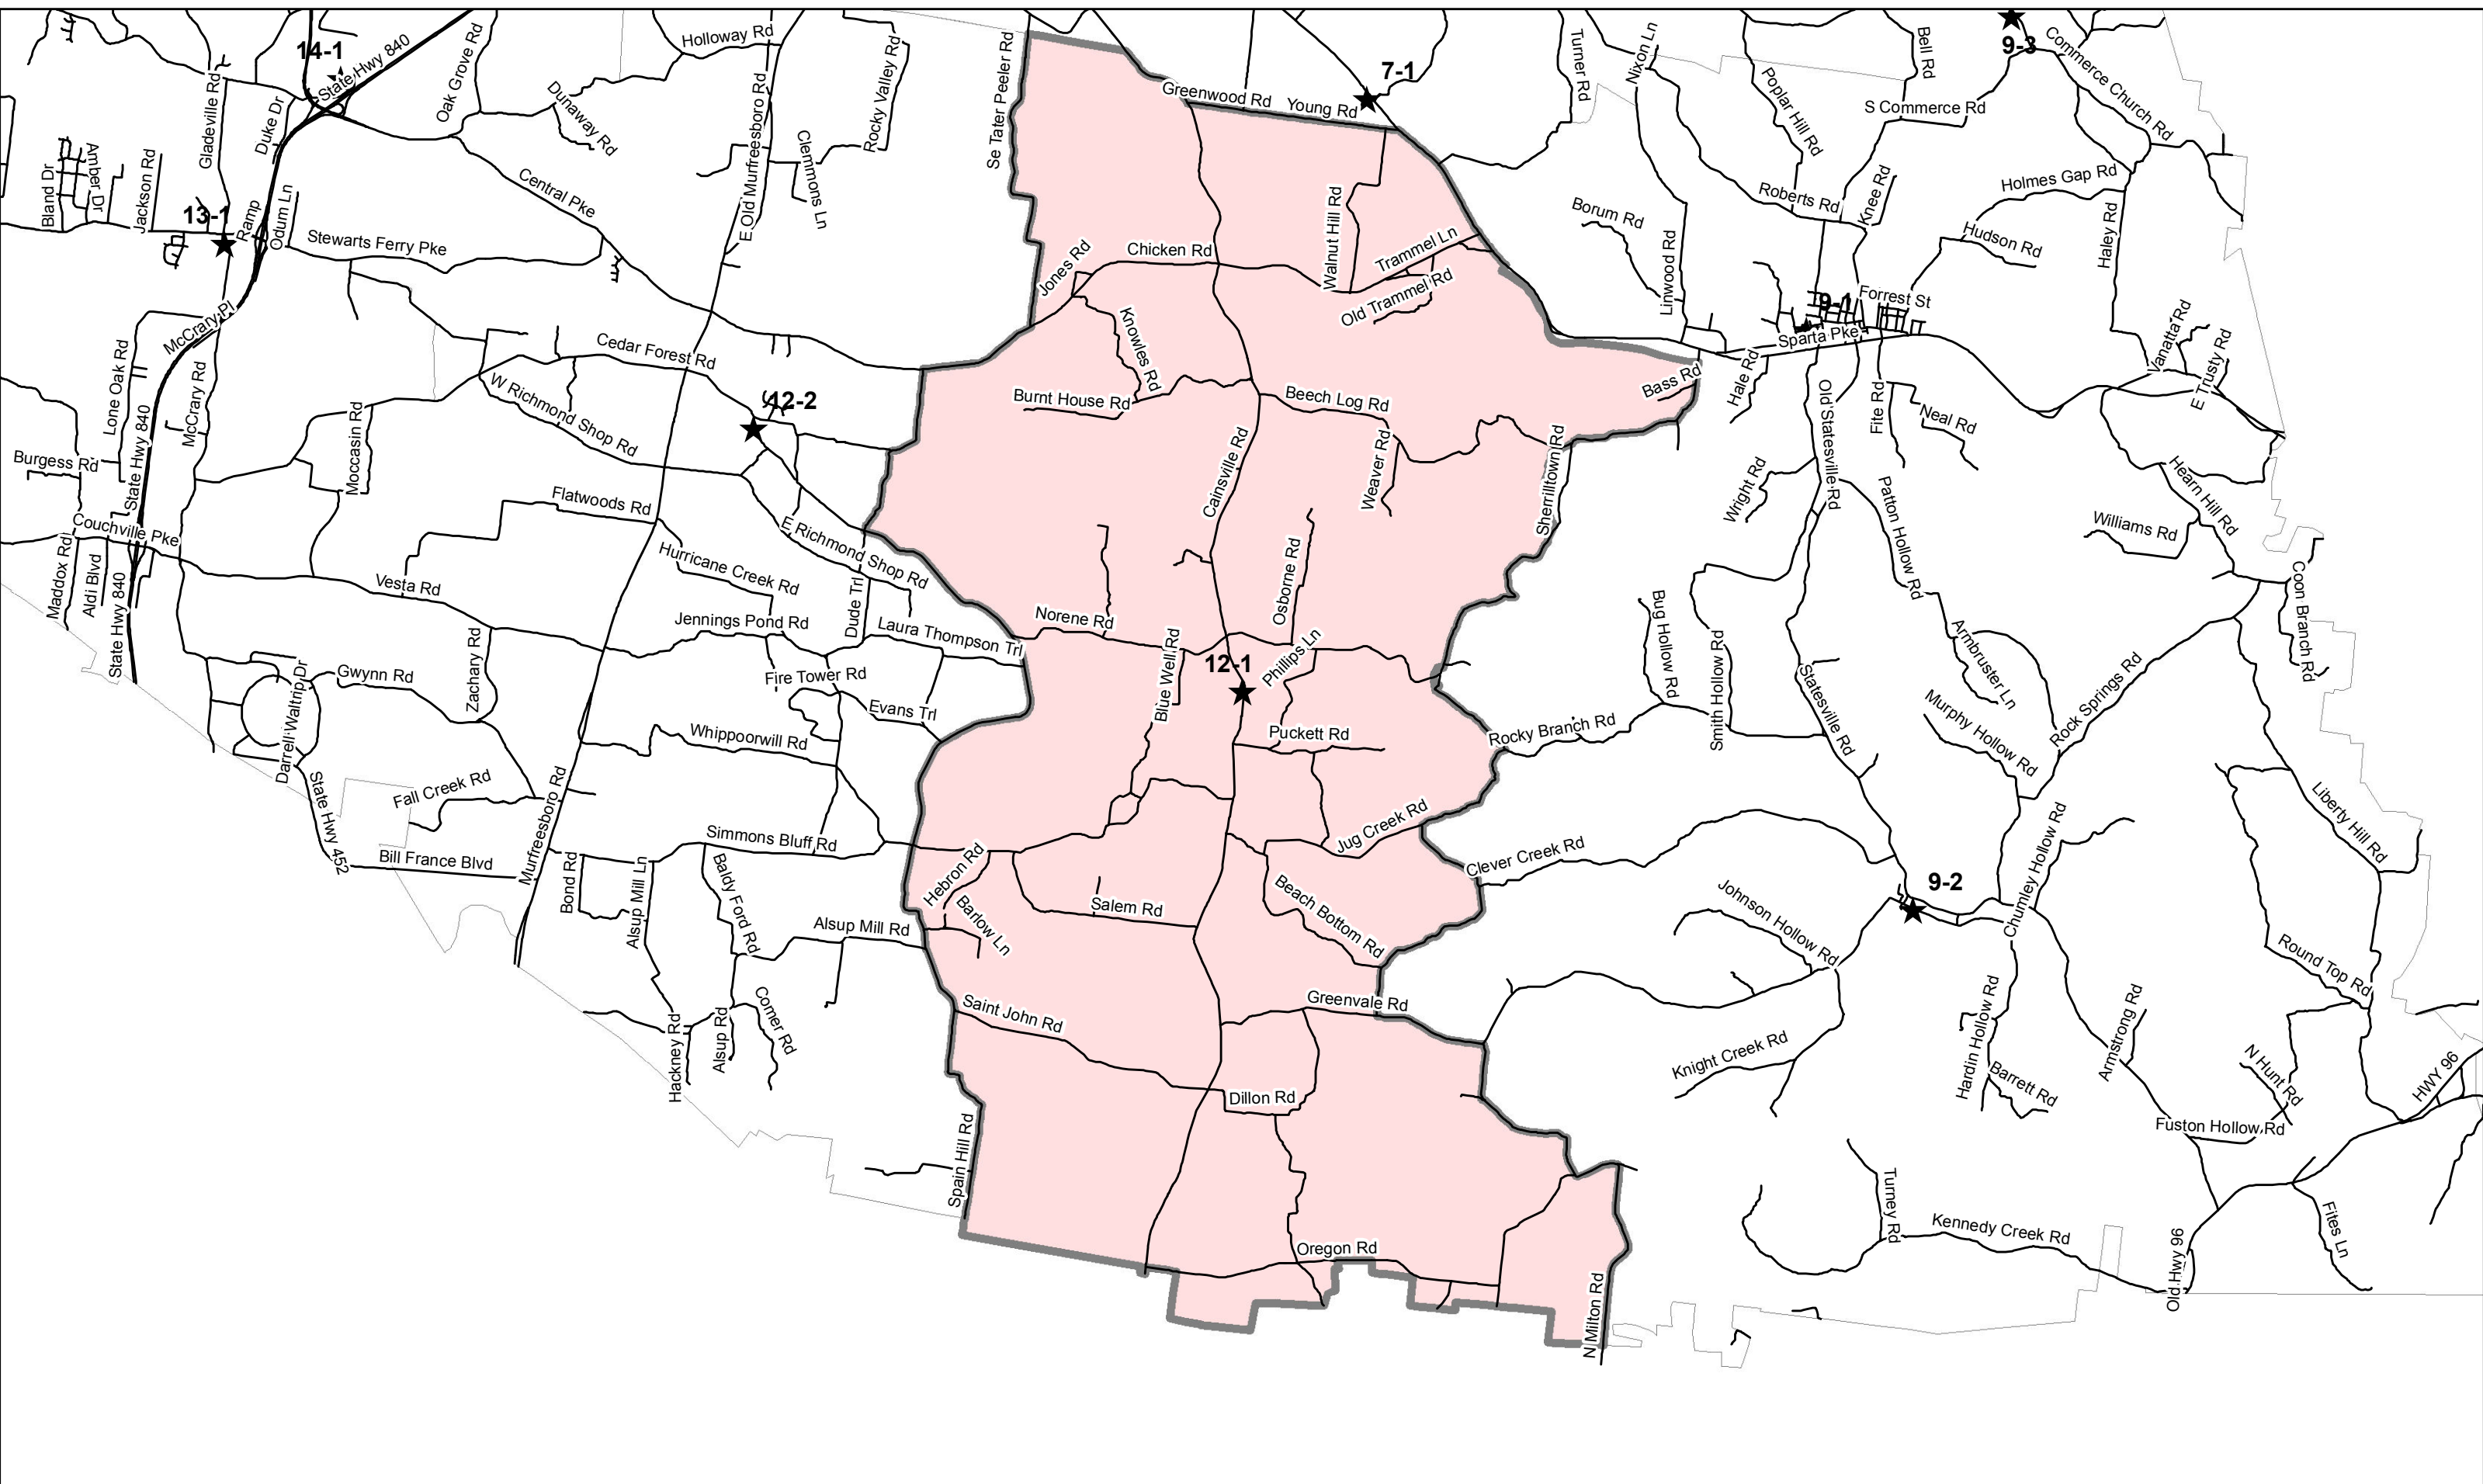 14-1
State Hwy 840
Oak Grove Rd
Holloway Rd
Rocky Valley Rd
Se Tater Peeler Rd
7-1
Turner Rd
Nixon Ln
Bell Rd
9-3
Commerce Church Rd
Gladeville Rd
Duke Dr
Dunaway Rd
E Old Murfreesboro Rd
Clemmons Ln
Greenwood Rd
Young Rd
Poplar Hill Rd
S Commerce Rd
Bland Dr
Amber Dr
Jackson Rd
13-1
Ramp
Odum Ln
Central Pke
Stewarts Ferry Pke
Jones Rd
Chicken Rd
Walnut Hill Rd
Trammel Ln
Old Trammel Rd
Borum Rd
Linwood Rd
Roberts Rd
Knee Rd
Holmes Gap Rd
Hudson Rd
Haley Rd
McCrary Pl
Lone Oak Rd
McCrary Rd
Cedar Forest Rd
Knowles Rd
9-1
Forrest St
Sparta Pke
Vanatta Rd
E Trusty Rd
W Richmond Shop Rd
12-2
Burnt House Rd
Beech Log Rd
Bass Rd
Hale Rd
Old Statesville Rd
Fite Rd
Neal Rd
Burgess Rd
State Hwy 840
Moccasin Rd
Flatwoods Rd
Cainsville Rd
Weaver Rd
Sherrilltown Rd
Wright Rd
Patton Hollow Rd
Hearn Hill Rd
Williams Rd
Couchville Pke
Maddox Rd
Aldi Blvd
State Hwy 840
Vesta Rd
E Richmond Shop Rd
Hurricane Creek Rd
Dude Trl
Osborne Rd
Bug Hollow Rd
Coon Branch Rd
Jennings Pond Rd
Laura Thompson Trl
Norene Rd
Blue Well Rd
12-1
Phillips Ln
Smith Hollow Rd
Statesville Rd
Armbruster Ln
Gwynn Rd
Zachary Rd
Darrell Waltrip Dr
Fire Tower Rd
Evans Trl
Whippoorwill Rd
Puckett Rd
Rocky Branch Rd
Murphy Hollow Rd
Rock Springs Rd
State Hwy 452
Fall Creek Rd
Murfreesboro Rd
Bill France Blvd
Simmons Bluff Rd
Jug Creek Rd
Clever Creek Rd
Liberty Hill Rd
Bond Rd
Alsup Mill Ln
Baldy Ford Rd
Hebron Rd
Barlow Ln
Salem Rd
Beach Bottom Rd
9-2
Chumley Hollow Rd
Johnson Hollow Rd
Alsup Mill Rd
Round Top Rd
Saint John Rd
Greenvale Rd
Hackney Rd
Alsup Rd
Comer Rd
Knight Creek Rd
Hardin Hollow Rd
Armstrong Rd
Barrett Rd
N Hunt Rd
HWY 96
Dillon Rd
Fuston Hollow Rd
Spain Hill Rd
Turney Rd
Kennedy Creek Rd
Fites Ln
Oregon Rd
N Milton Rd
Old Hwy 96